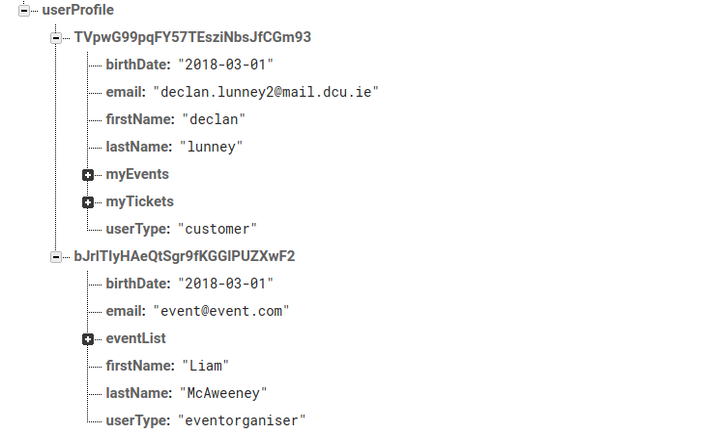 userProfile
TVpwG99pqFY57TEsziNbsJfCGm93
birthDate: "2018-03-01"
email: "declan.lunney2@mail.dcu.ie"
firstName: "declan"
lastName: "lunney"
myEvents
myTickets
userType: "customer"
bJrlTlyHAeQtSgr9fKGGlPUZXwF2
birthDate: "2018-03-01"
email: "event@event.com"
eventList
firstName: "Liam"
lastName: "McAweeney"
userType: "eventorganiser"